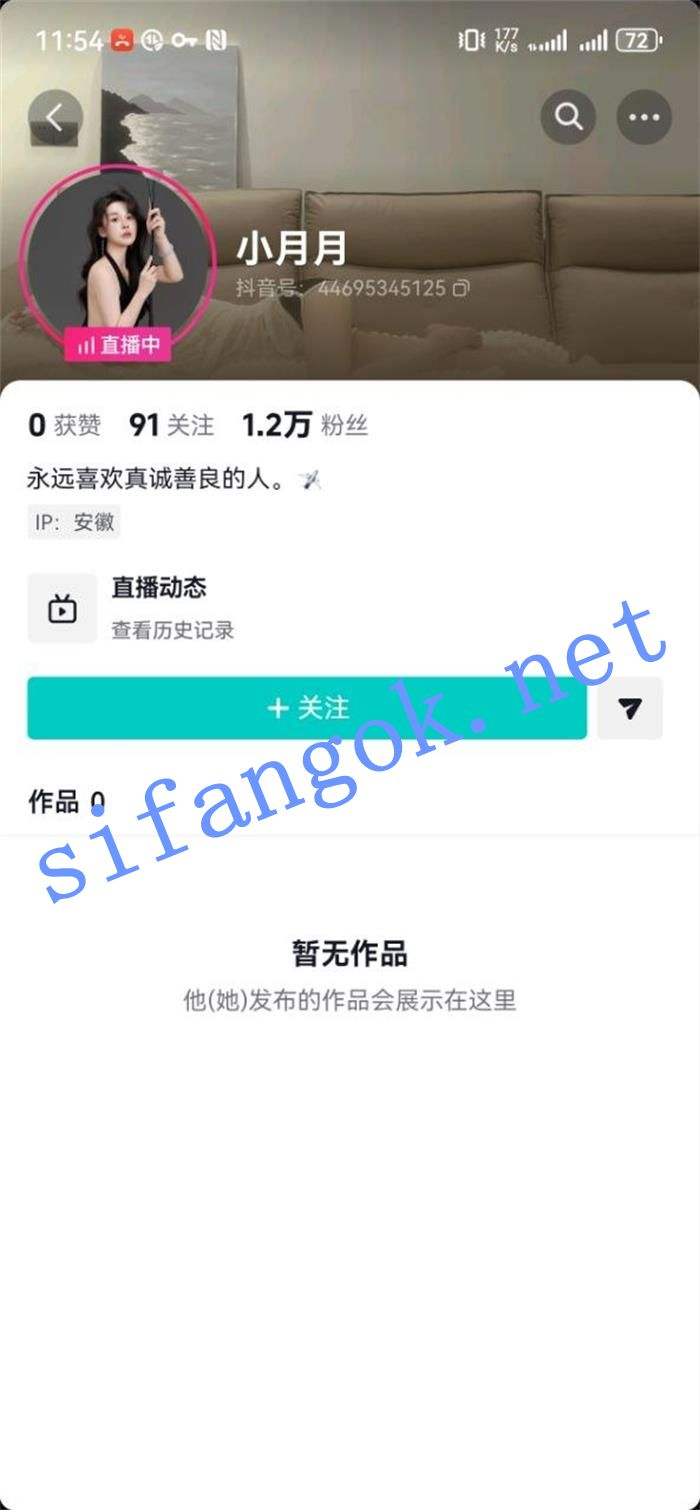 11:54
177 K/s
72
小月月
抖音号：44695345125
直播中
0 获赞 91 关注 1.2万 粉丝
永远喜欢真诚善良的人。
IP：安徽
直播动态
查看历史记录
+ 关注
作品 0
sifangok.net
暂无作品
他(她)发布的作品会展示在这里